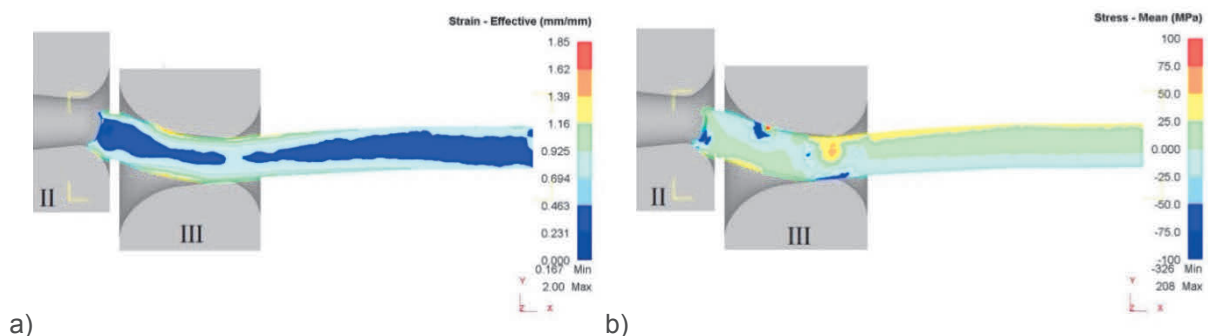 Strain - Effective (mm/mm)
1.85
1.62
1.39
1.16
0.925
0.694
0.463
0.231
0.000
0.167 Min
2.00 Max
II
III
Y
Z X
a)
Stress - Mean (MPa)
100
75.0
50.0
25.0
0.000
-25.0
-50.0
-75.0
-100
-326 Min
208 Max
II
III
Y
Z X
b)